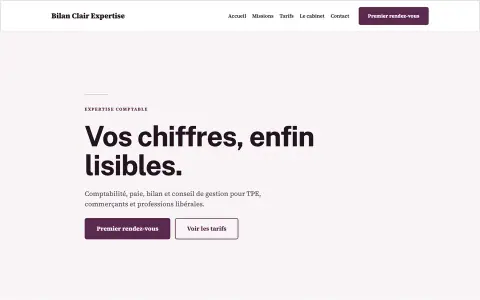 Bilan Clair Expertise
Accueil Missions Tarifs Le cabinet Contact Premier rendez-vous
EXPERTISE COMPTABLE
Vos chiffres, enfin
lisibles.
Comptabilité, paie, bilan et conseil de gestion pour TPE,
commerçants et professions libérales.
Premier rendez-vous Voir les tarifs